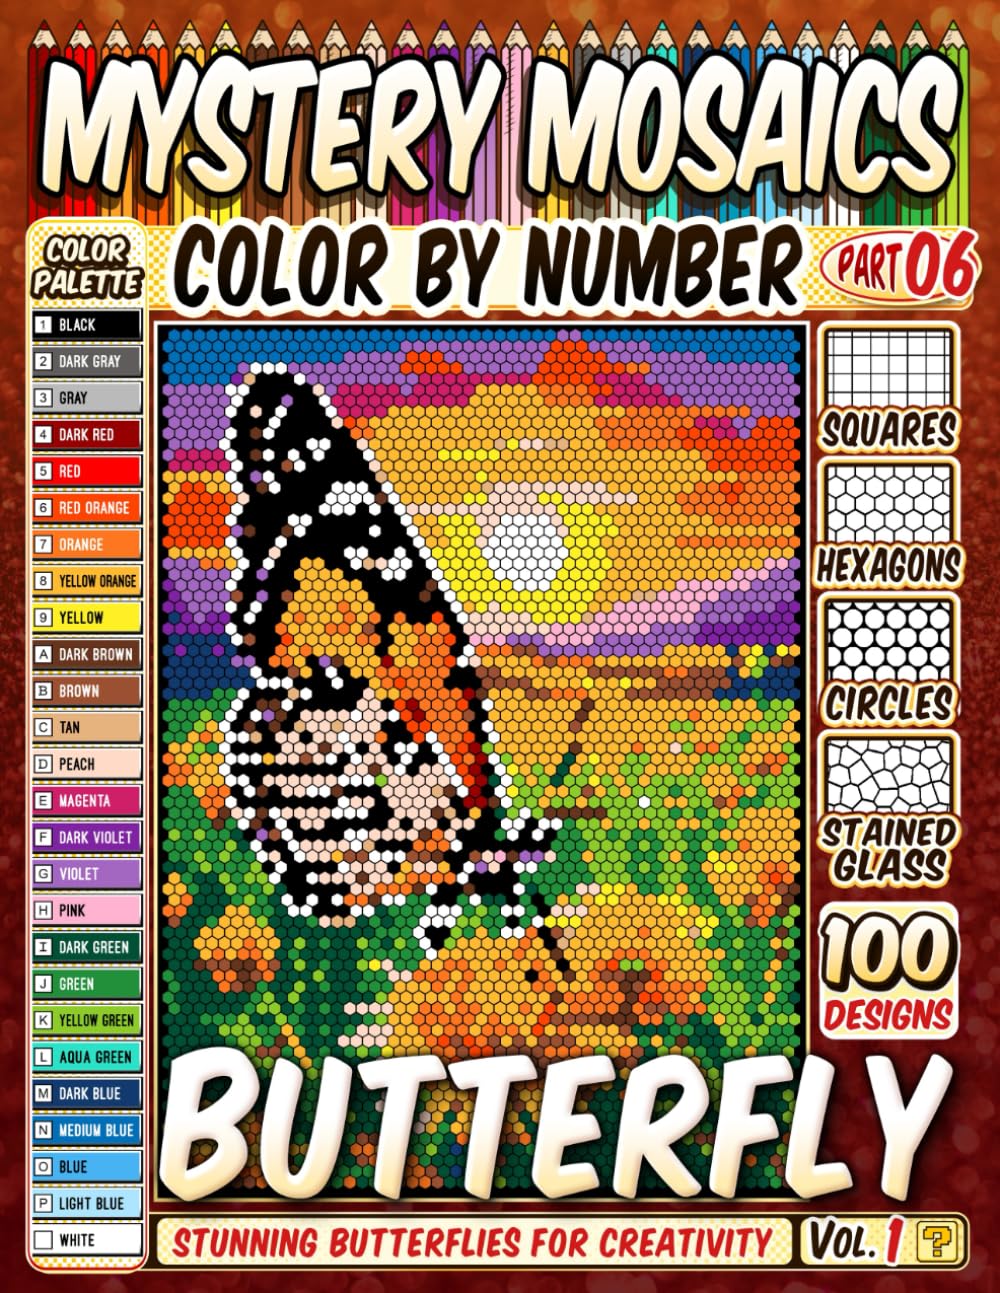 MYSTERY MOSAICS
COLOR BY NUMBER
PART 06
COLOR
PALETTE
1 BLACK
2 DARK GRAY
3 GRAY
4 DARK RED
5 RED
6 RED ORANGE
7 ORANGE
8 YELLOW ORANGE
9 YELLOW
A DARK BROWN
B BROWN
C TAN
D PEACH
E MAGENTA
F DARK VIOLET
G VIOLET
H PINK
I DARK GREEN
J GREEN
K YELLOW GREEN
L AQUA GREEN
M DARK BLUE
N MEDIUM BLUE
O BLUE
P LIGHT BLUE
WHITE
SQUARES
HEXAGONS
CIRCLES
STAINED
GLASS
100
DESIGNS
BUTTERFLY
STUNNING BUTTERFLIES FOR CREATIVITY
VOL. 1 ?